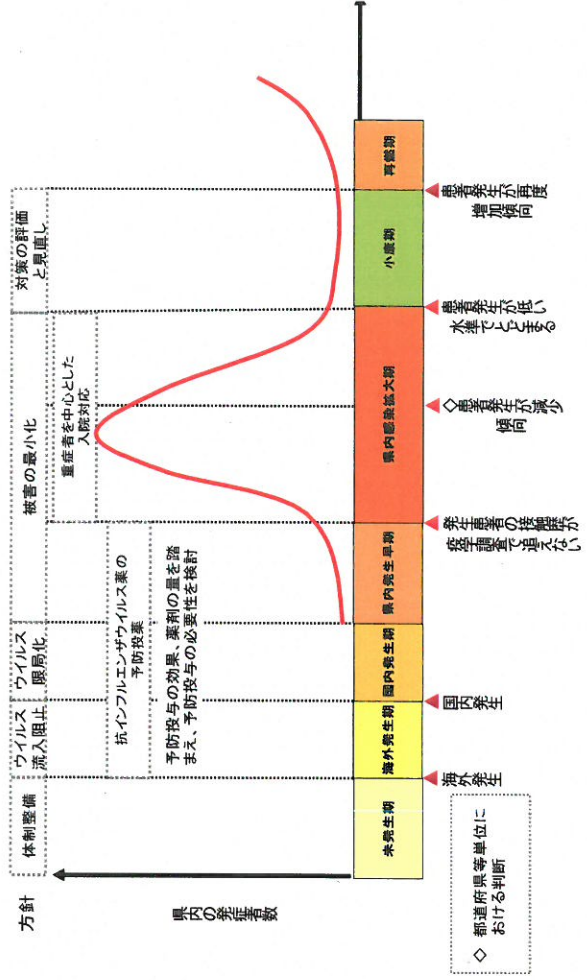 方針
体制整備
ウイルス
流入阻止
ウイルス
限局化
被害の最小化
対策の評価
と見直し
重症者を中心とした
入院対応
抗インフルエンザウイルス薬の
予防投薬
予防投与の効果、薬剤の量を踏
まえ、予防投与の必要性を検討
県内の発症者数
未発生期
海外発生期
國内発生期
県内発生早期
県内感染拡大期
小康期
再燃期
海外発生
国内発生
発生患者の接触歴が
疫学調査で追えない
◇患者発生が減少
傾向
患者発生が低い
水準でとどまる
患者発生が再度
増加傾向
◇ 都道府県等単位に
おける判断